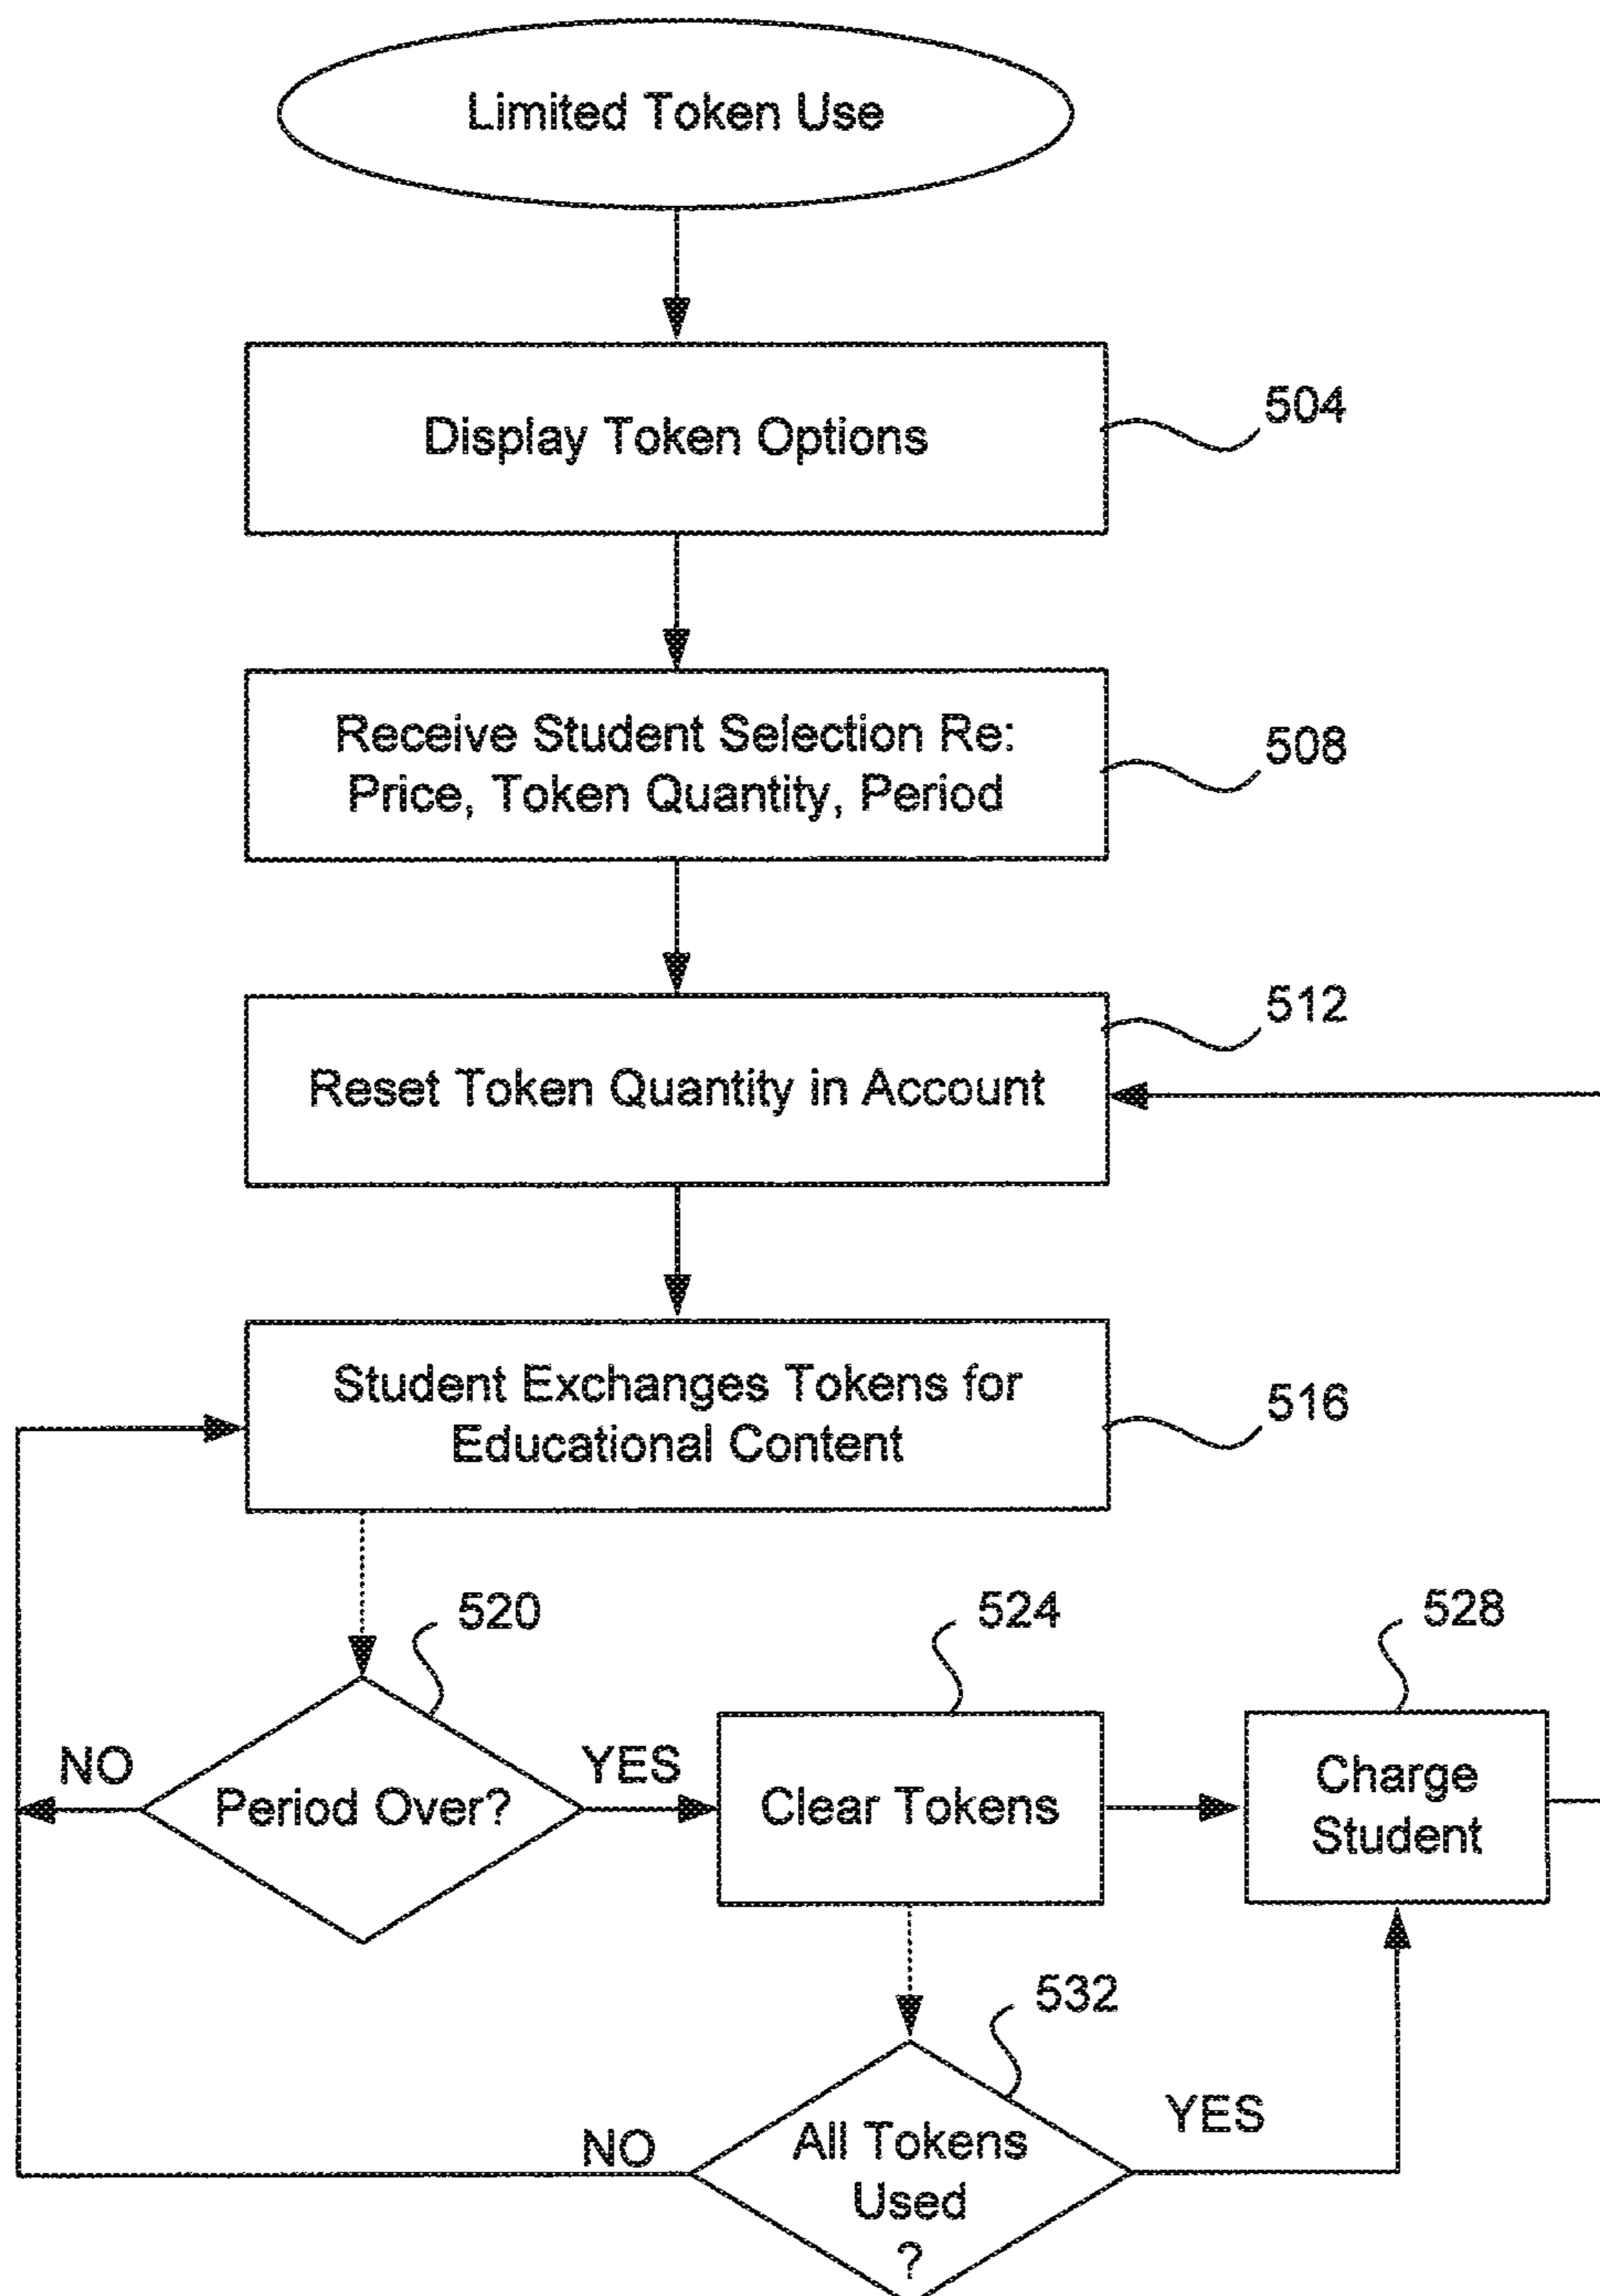 Limited Token Use
Display Token Options
504
Receive Student Selection Re:
Price, Token Quantity, Period
508
512
Reset Token Quantity in Account
Student Exchanges Tokens for
Educational Content
516
520
524
528
NO
Period Over?
YES
Clear Tokens
Charge
Student
532
NO
All Tokens
Used
?
YES